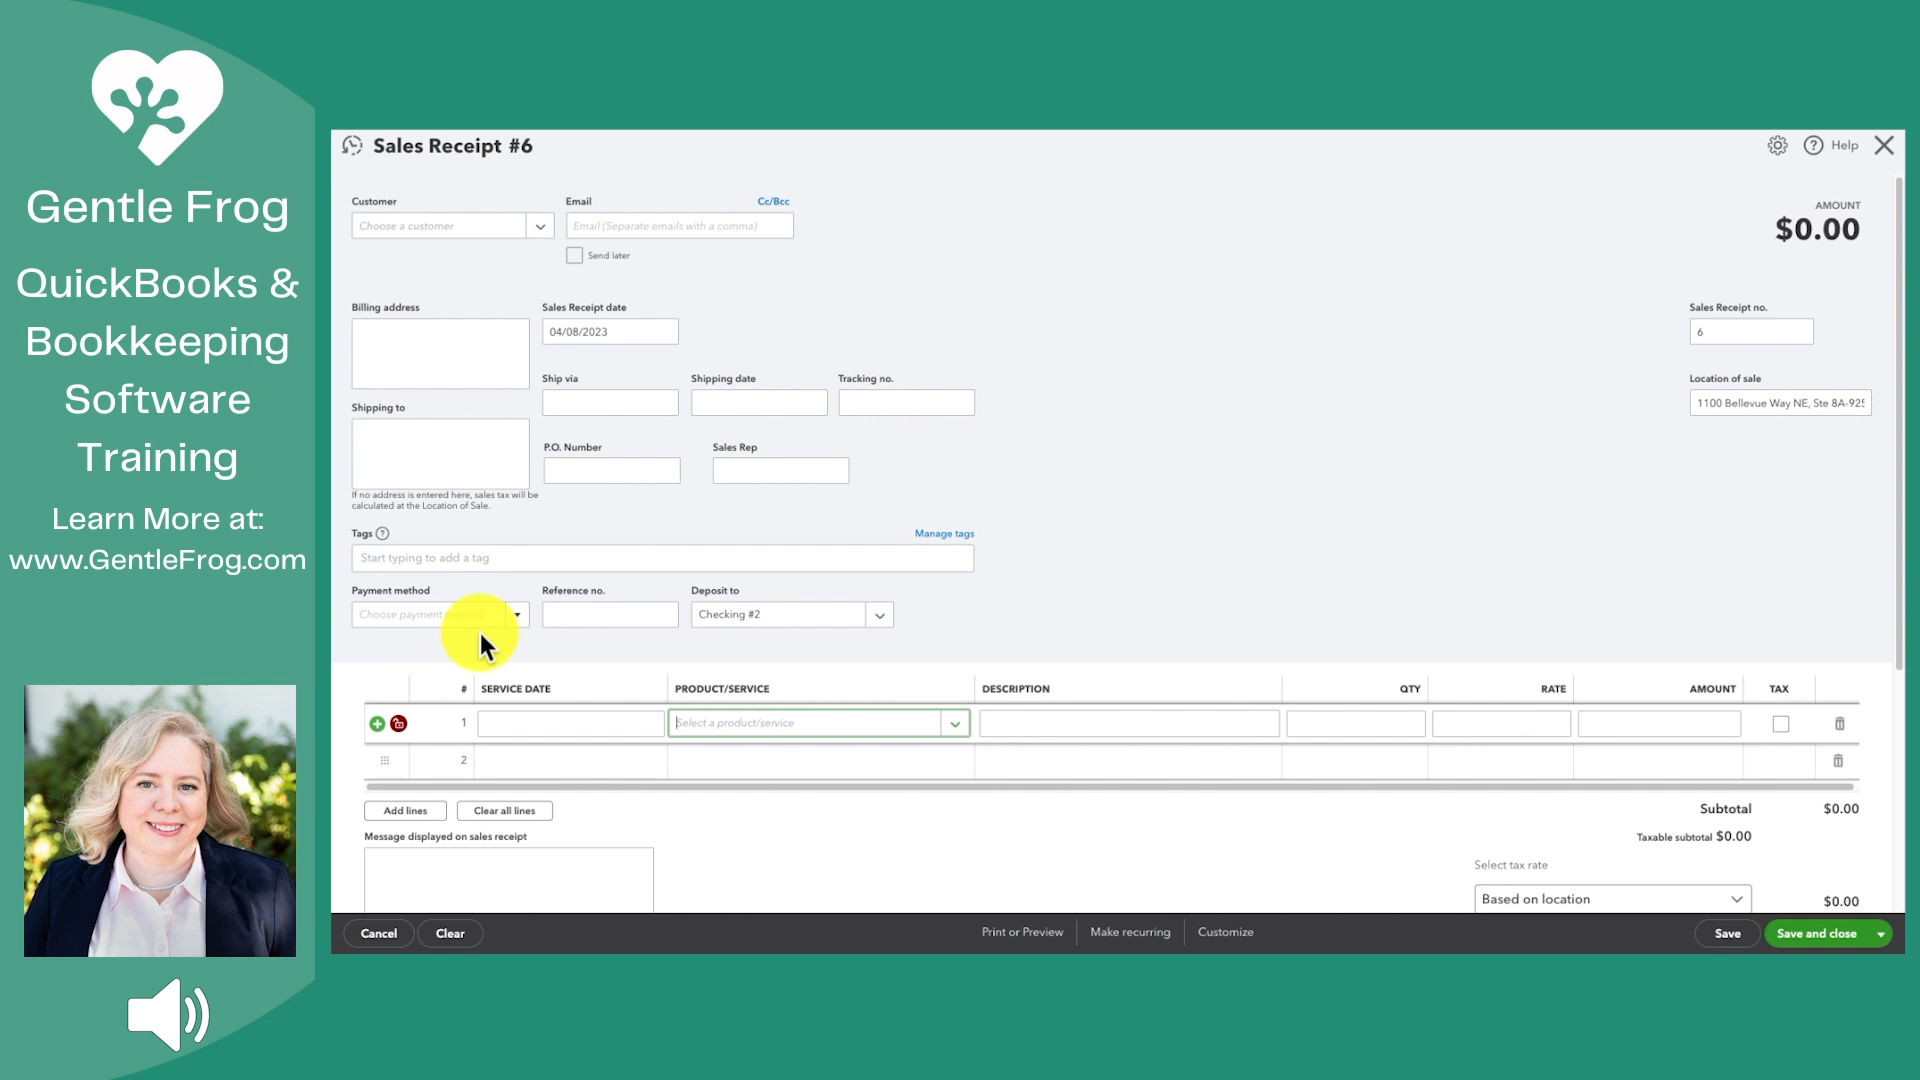 Gentle Frog
QuickBooks &
Bookkeeping
Software
Training
Learn More at:
www.GentleFrog.com
Sales Receipt #6
Help
Customer
Email
Cc/Bcc
Choose a customer
Email (Separate emails with a comma)
Send later
AMOUNT
$0.00
Billing address
Sales Receipt date
04/08/2023
Sales Receipt no.
6
Ship via
Shipping date
Tracking no.
Location of sale
1100 Bellevue Way NE, Ste 8A-925
Shipping to
P.O. Number
Sales Rep
If no address is entered here, sales tax will be
calculated at the Location of Sale.
Tags
Manage tags
Start typing to add a tag
Payment method
Reference no.
Deposit to
Choose payment method
Checking #2
# SERVICE DATE PRODUCT/SERVICE DESCRIPTION QTY RATE AMOUNT TAX
1 Select a product/service
2
Add lines
Clear all lines
Subtotal $0.00
Message displayed on sales receipt
Taxable subtotal $0.00
Select tax rate
Based on location
$0.00
Cancel
Clear
Print or Preview
Make recurring
Customize
Save
Save and close